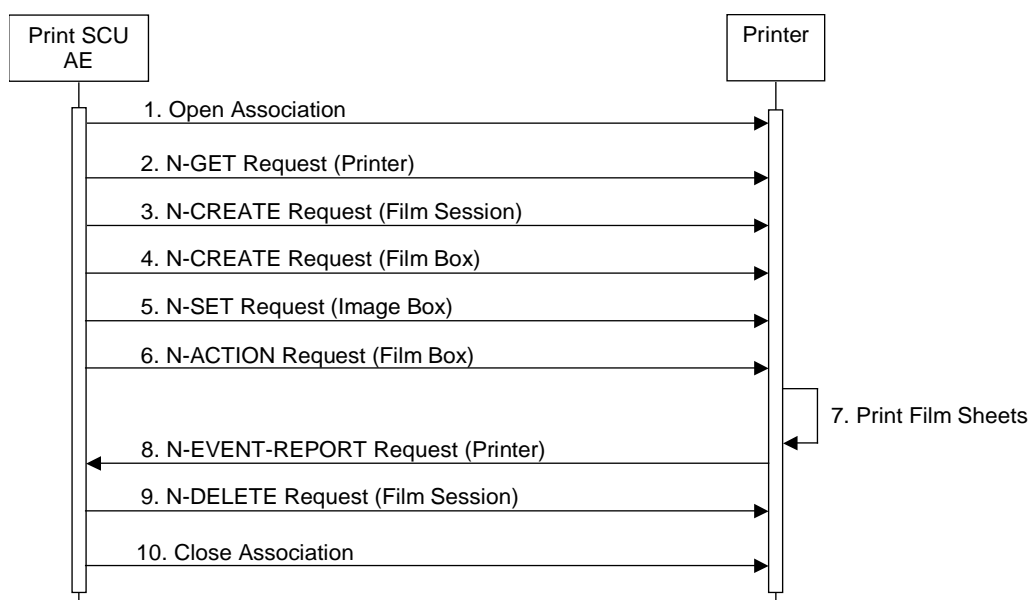 Print SCU
AE
Printer
1. Open Association
2. N-GET Request (Printer)
3. N-CREATE Request (Film Session)
4. N-CREATE Request (Film Box)
5. N-SET Request (Image Box)
6. N-ACTION Request (Film Box)
7. Print Film Sheets
8. N-EVENT-REPORT Request (Printer)
9. N-DELETE Request (Film Session)
10. Close Association